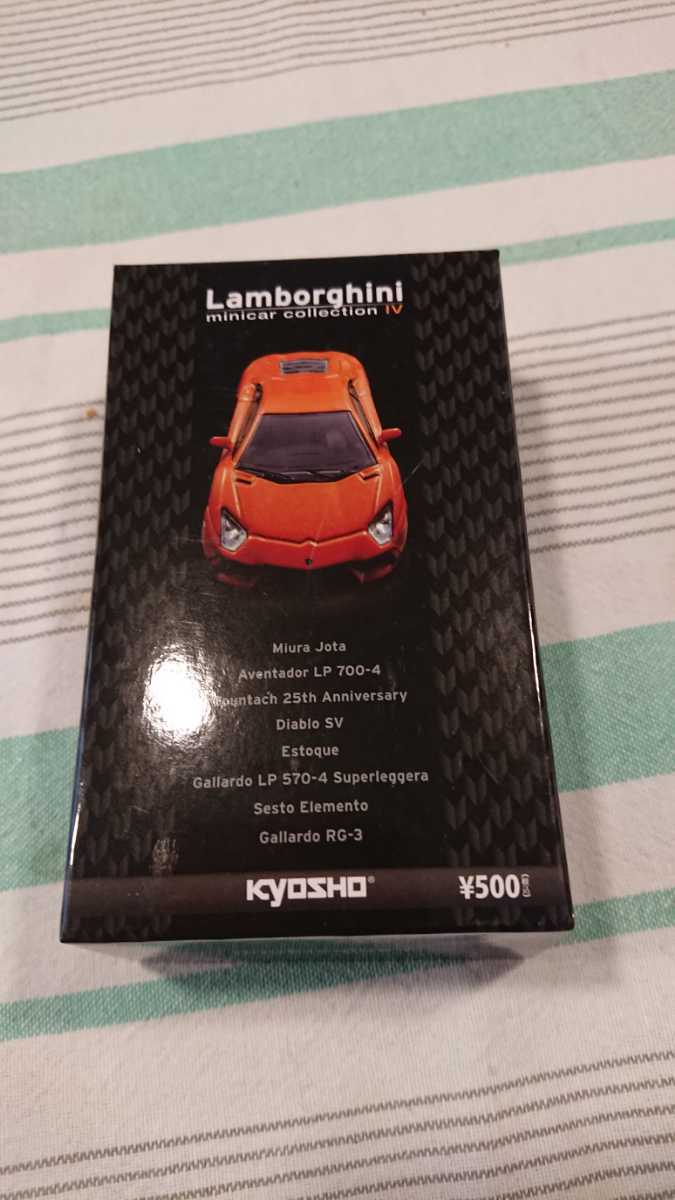 Lamborghini
minicar collection IV
Miura Jota
Aventador LP 700-4
25th Anniversary
Diablo SV
Estoque
Gallardo LP 570-4 Superleggera
Sesto Elemento
Gallardo RG-3
KYOSHO®
¥500